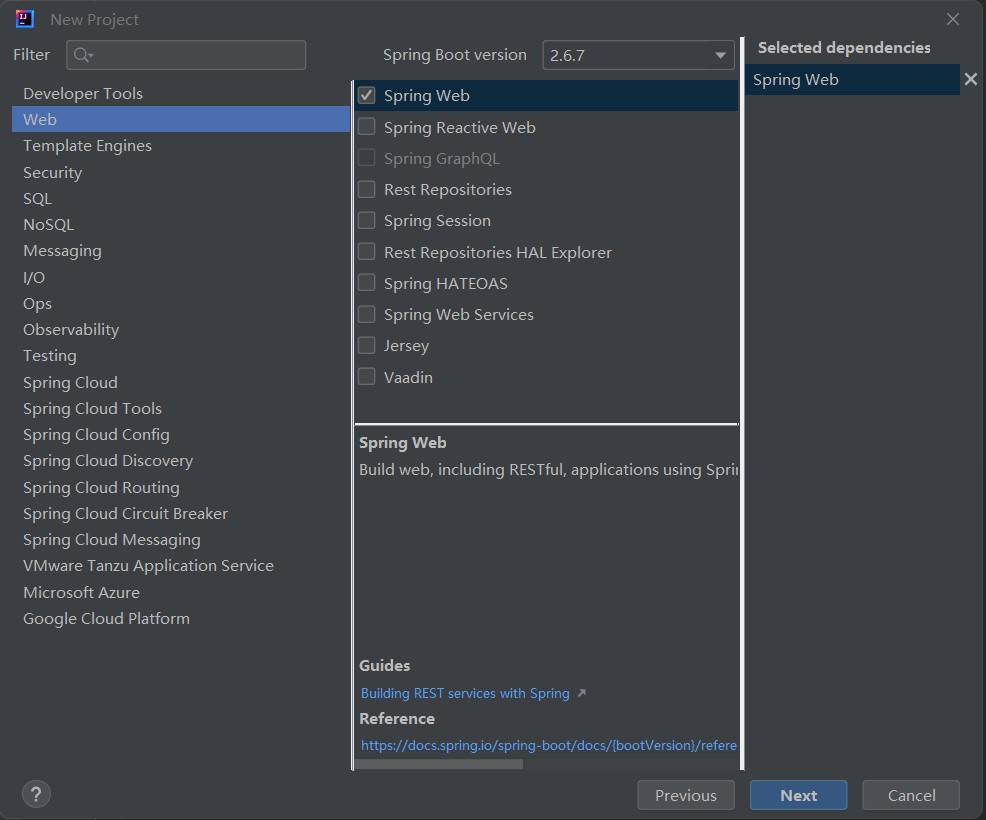 New Project
Filter
Spring Boot version
2.6.7
Selected dependencies
Developer Tools
Web
Template Engines
Security
SQL
NoSQL
Messaging
I/O
Ops
Observability
Testing
Spring Cloud
Spring Cloud Tools
Spring Cloud Config
Spring Cloud Discovery
Spring Cloud Routing
Spring Cloud Circuit Breaker
Spring Cloud Messaging
VMware Tanzu Application Service
Microsoft Azure
Google Cloud Platform
Spring Web
Spring Reactive Web
Spring GraphQL
Rest Repositories
Spring Session
Rest Repositories HAL Explorer
Spring HATEOAS
Spring Web Services
Jersey
Vaadin
Spring Web
Build web, including RESTful, applications using Sprin
Guides
Building REST services with Spring
Reference
https://docs.spring.io/spring-boot/docs/{bootVersion}/refere
Spring Web
?
Previous
Next
Cancel